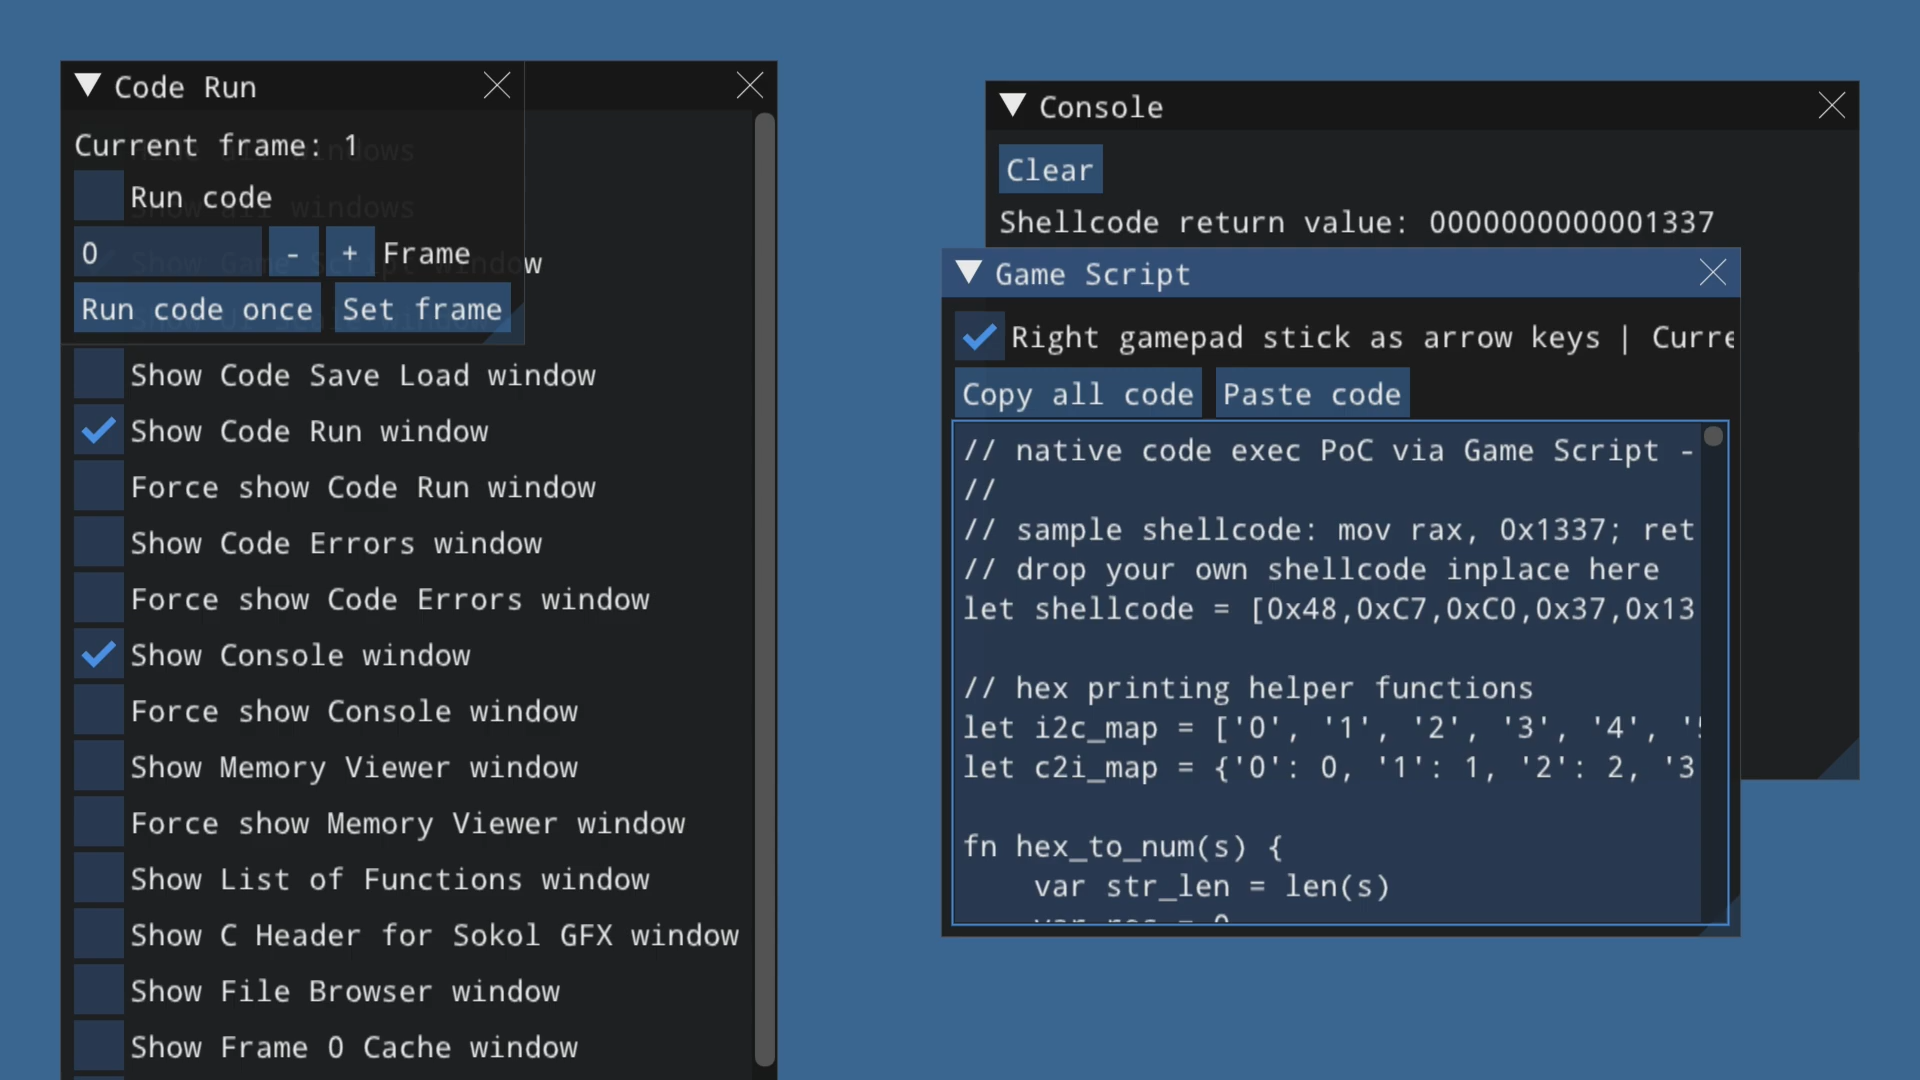 Code Run
Current frame: 1
Run code
0 - + Frame
Run code once Set frame
Show Code Save Load window
Show Code Run window
Force show Code Run window
Show Code Errors window
Force show Code Errors window
Show Console window
Force show Console window
Show Memory Viewer window
Force show Memory Viewer window
Show List of Functions window
Show C Header for Sokol GFX window
Show File Browser window
Show Frame 0 Cache window
Console
Clear
Shellcode return value: 0000000000001337
Game Script
Right gamepad stick as arrow keys | Curre
Copy all code Paste code
// native code exec PoC via Game Script -
//
// sample shellcode: mov rax, 0x1337; ret
// drop your own shellcode inplace here
let shellcode = [0x48,0xC7,0xC0,0x37,0x13
// hex printing helper functions
let i2c_map = ['0', '1', '2', '3', '4', '
let c2i_map = {'0': 0, '1': 1, '2': 2, '3
fn hex_to_num(s) {
var str_len = len(s)